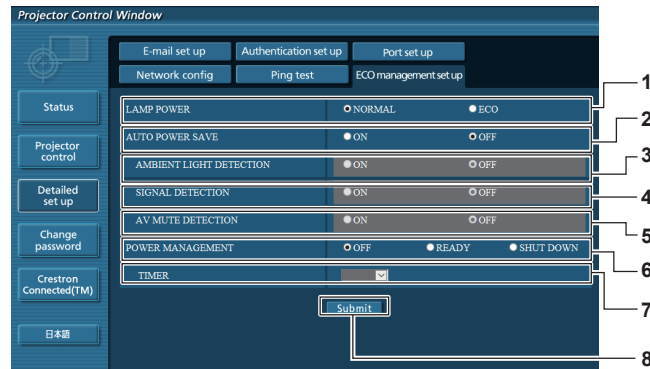 Projector Control Window
E-mail set up Authentication set up Port set up
Network config Ping test ECO management set up
Status
Projector control
Detailed set up
Change password
Crestron Connected(TM)
日本語
LAMP POWER NORMAL ECO 1
AUTO POWER SAVE ON OFF 2
AMBIENT LIGHT DETECTION ON OFF 3
SIGNAL DETECTION ON OFF 4
AV MUTE DETECTION ON OFF 5
POWER MANAGEMENT OFF READY SHUT DOWN 6
TIMER 7
Submit 8